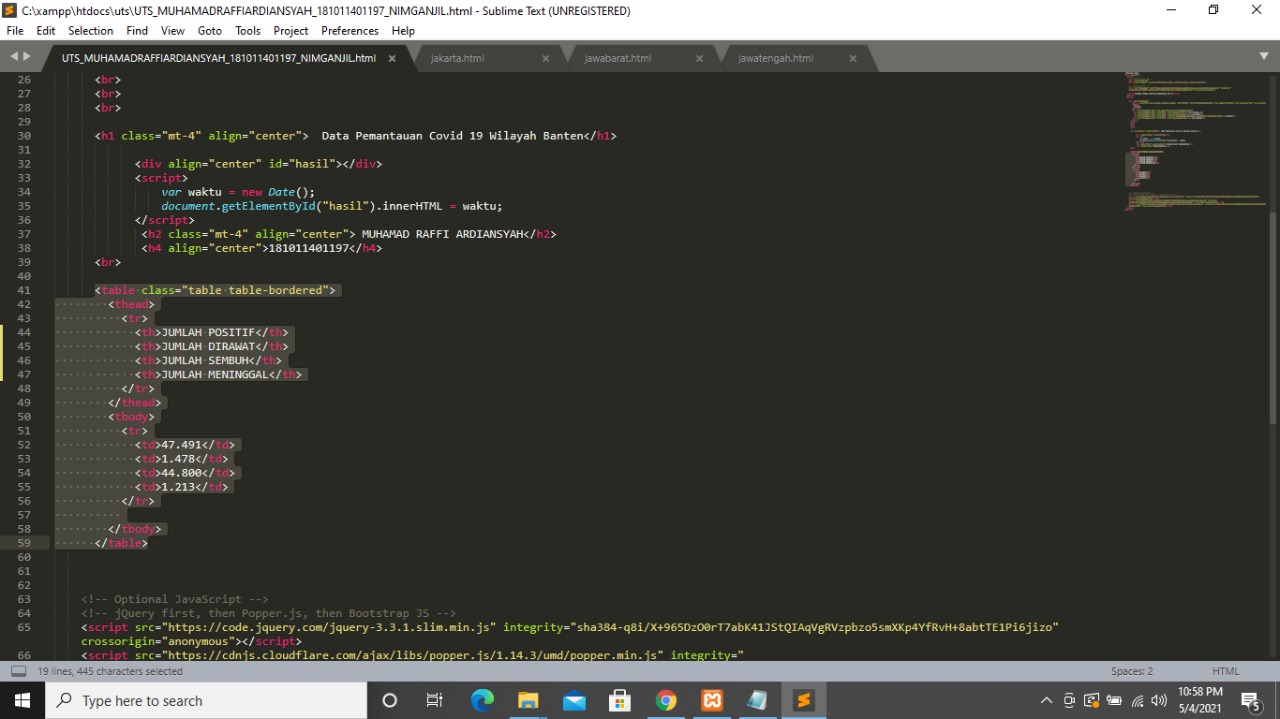 C:\xampp\htdocs\uts\UTS_MUHAMADRAFFIARDIANSYAH_181011401197_NIMGANJIL.html - Sublime Text (UNREGISTERED)
File Edit Selection Find View Goto Tools Project Preferences Help
UTS_MUHAMADRAFFIARDIANSYAH_181011401197_NIMGANJIL.html jakarta.html jawabarat.html jawatengah.html
26 <br>
27 <br>
28 <br>
29
30 <h1 class="mt-4" align="center"> Data Pemantauan Covid 19 Wilayah Banten</h1>
31
32 <div align="center" id="hasil"></div>
33 <script>
34 var waktu = new Date();
35 document.getElementById("hasil").innerHTML = waktu;
36 </script>
37 <h2 class="mt-4" align="center"> MUHAMAD RAFFI ARDIANSYAH</h2>
38 <h4 align="center">181011401197</h4>
39 <br>
40
41 <table class="table table-bordered">
42 <thead>
43 <tr>
44 <th>JUMLAH POSITIF</th>
45 <th>JUMLAH DIRAWAT</th>
46 <th>JUMLAH SEMBUH</th>
47 <th>JUMLAH MENINGGAL</th>
48 </tr>
49 </thead>
50 <tbody>
51 <tr>
52 <td>47.491</td>
53 <td>1.478</td>
54 <td>44.800</td>
55 <td>1.213</td>
56 </tr>
57
58 </tbody>
59 </table>
60
61
62
63 <!-- Optional JavaScript -->
64 <!-- jQuery first, then Popper.js, then Bootstrap JS -->
65 <script src="https://code.jquery.com/jquery-3.3.1.slim.min.js" integrity="sha384-q8i/X+965DzO0rT7abK41JStQIAqVgRVzpbzo5smXKp4YfRvH+8abtTE1Pi6jizo"
crossorigin="anonymous"></script>
66 <script src="https://cdnjs.cloudflare.com/ajax/libs/popper.js/1.14.3/umd/popper.min.js" integrity="
19 lines, 445 characters selected Spaces: 2 HTML
Type here to search
10:58 PM
5/4/2021
5